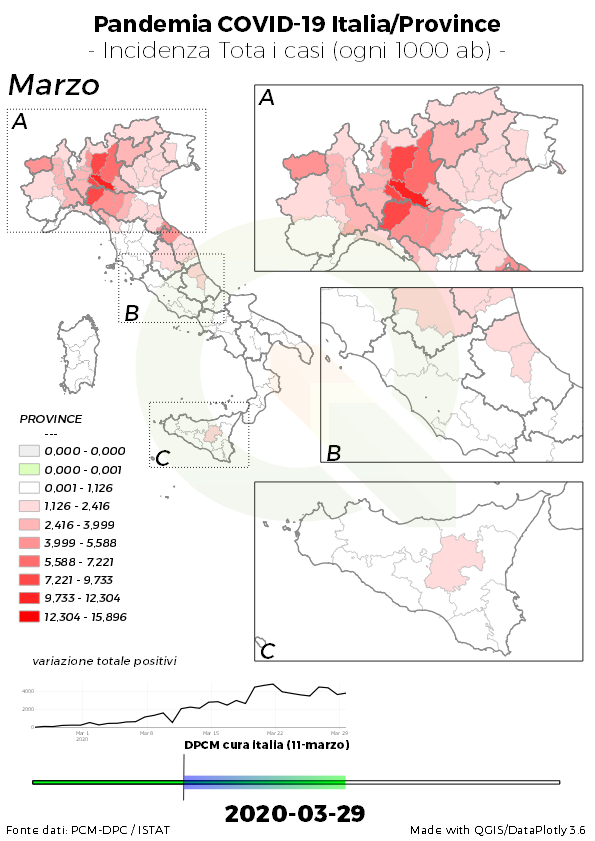 Pandemia COVID-19 Italia/Province
- Incidenza Tota i casi (ogni 1000 ab) -
Marzo
A
A
B
B
C
C
PROVINCE
---
0,000 - 0,000
0,000 - 0,001
0,001 - 1,126
1,126 - 2,416
2,416 - 3,999
3,999 - 5,588
5,588 - 7,221
7,221 - 9,733
9,733 - 12,304
12,304 - 15,896
variazione totale positivi
4000
2000
0
Mar 1
2020
Mar 8
Mar 15
Mar 22
Mar 29
DPCM cura italia (11-marzo)
2020-03-29
Fonte dati: PCM-DPC / ISTAT
Made with QGIS/DataPlotly 3.6